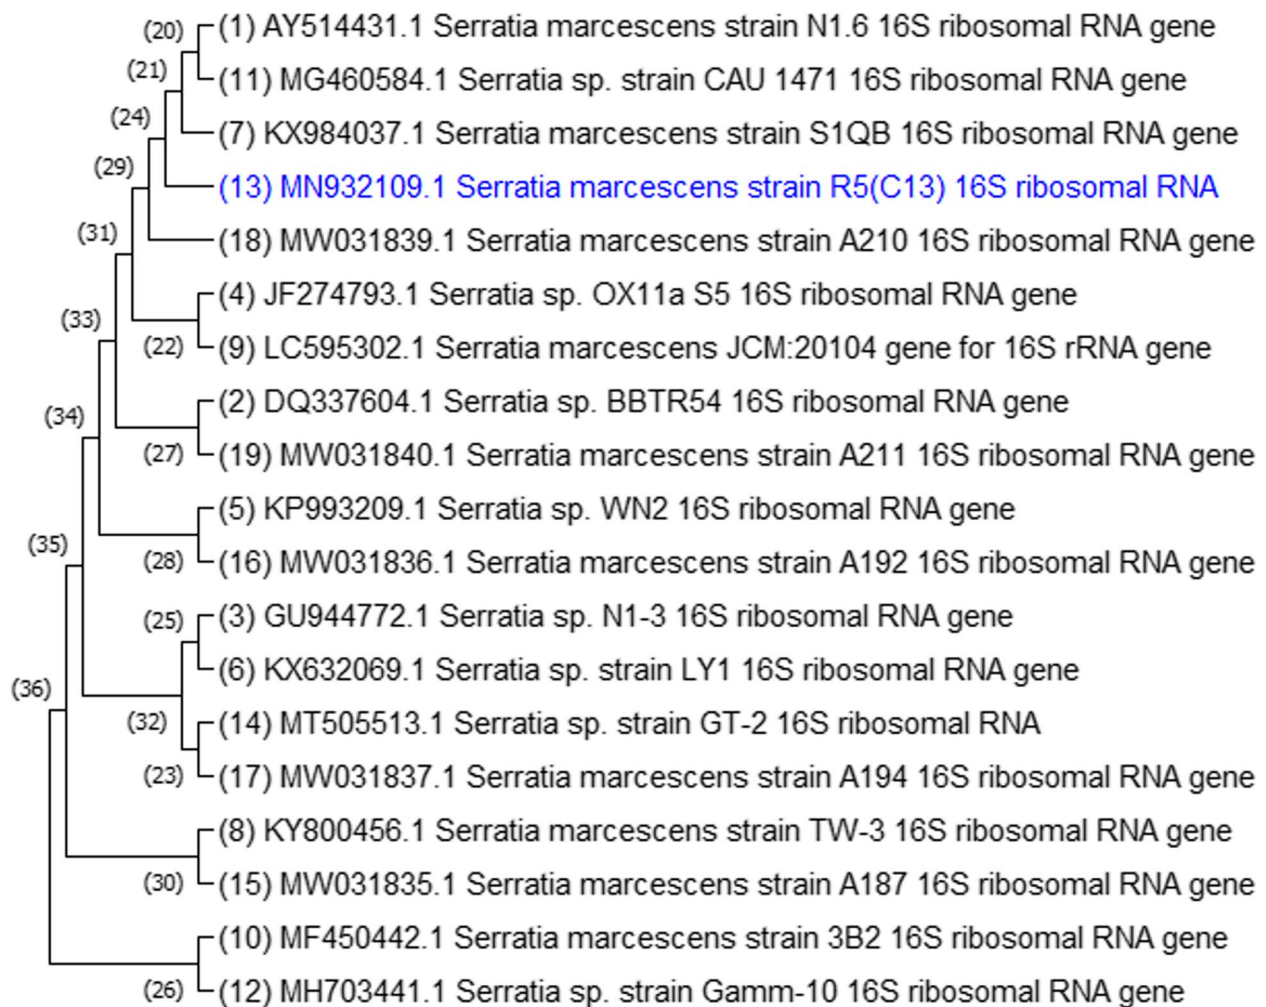 (20)
(1) AY514431.1 Serratia marcescens strain N1.6 16S ribosomal RNA gene
(21)
(11) MG460584.1 Serratia sp. strain CAU 1471 16S ribosomal RNA gene
(24)
(7) KX984037.1 Serratia marcescens strain S1QB 16S ribosomal RNA gene
(29)
(13) MN932109.1 Serratia marcescens strain R5(C13) 16S ribosomal RNA
(31)
(18) MW031839.1 Serratia marcescens strain A210 16S ribosomal RNA gene
(4) JF274793.1 Serratia sp. OX11a S5 16S ribosomal RNA gene
(33)
(22)
(9) LC595302.1 Serratia marcescens JCM:20104 gene for 16S rRNA gene
(2) DQ337604.1 Serratia sp. BBTR54 16S ribosomal RNA gene
(34)
(27)
(19) MW031840.1 Serratia marcescens strain A211 16S ribosomal RNA gene
(5) KP993209.1 Serratia sp. WN2 16S ribosomal RNA gene
(35)
(28)
(16) MW031836.1 Serratia marcescens strain A192 16S ribosomal RNA gene
(25)
(3) GU944772.1 Serratia sp. N1-3 16S ribosomal RNA gene
(6) KX632069.1 Serratia sp. strain LY1 16S ribosomal RNA gene
(36)
(32)
(14) MT505513.1 Serratia sp. strain GT-2 16S ribosomal RNA
(23)
(17) MW031837.1 Serratia marcescens strain A194 16S ribosomal RNA gene
(8) KY800456.1 Serratia marcescens strain TW-3 16S ribosomal RNA gene
(30)
(15) MW031835.1 Serratia marcescens strain A187 16S ribosomal RNA gene
(10) MF450442.1 Serratia marcescens strain 3B2 16S ribosomal RNA gene
(26)
(12) MH703441.1 Serratia sp. strain Gamm-10 16S ribosomal RNA gene